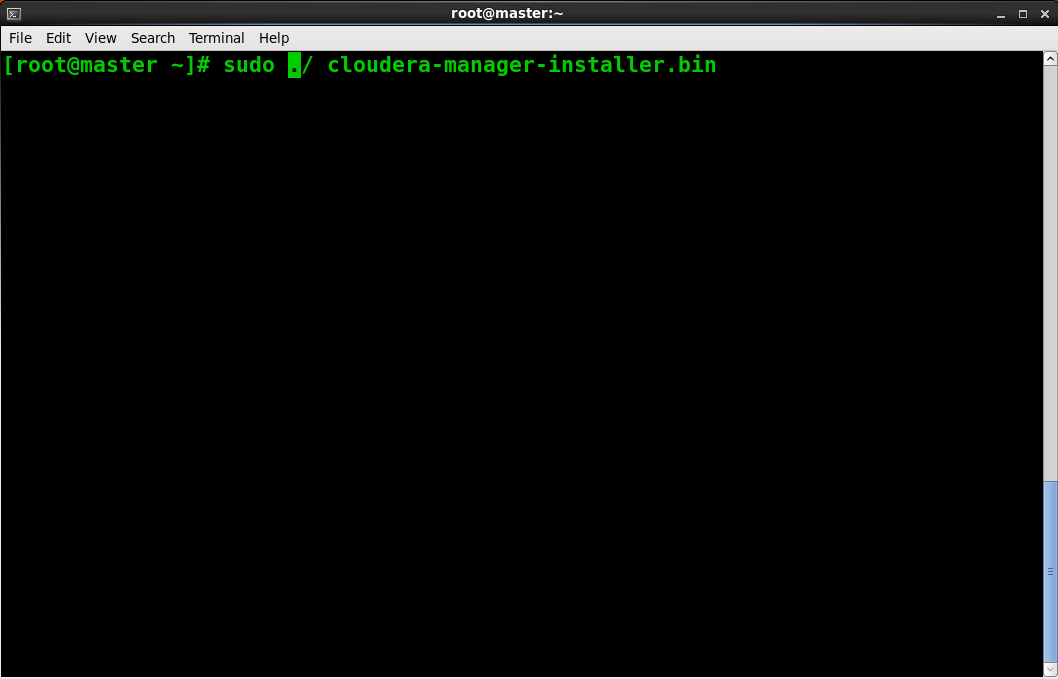 root@master:~
File Edit View Search Terminal Help
[root@master ~]# sudo ./ cloudera-manager-installer.bin